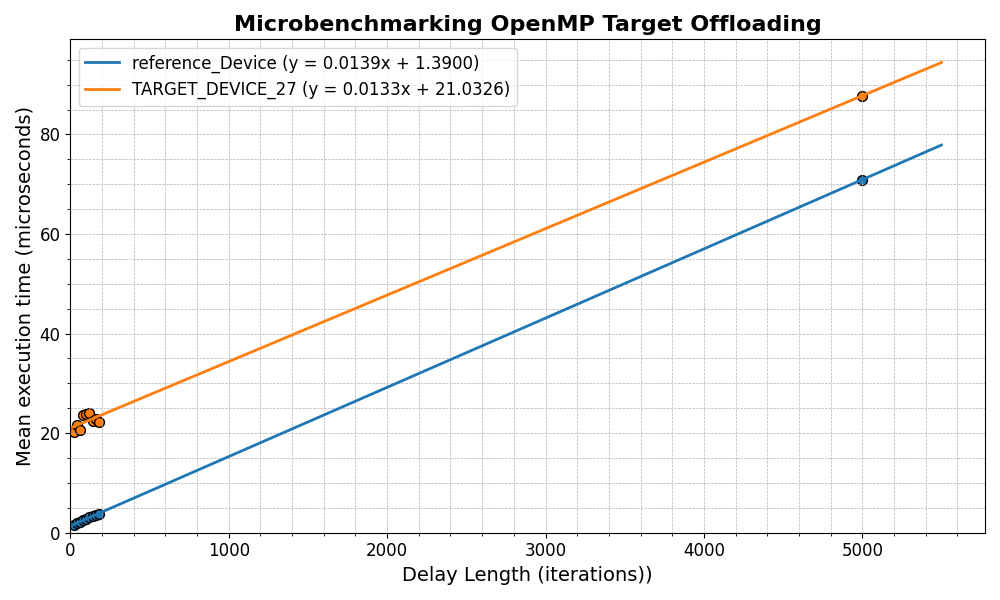 Microbenchmarking OpenMP Target Offloading
reference_Device (y = 0.0139x + 1.3900)
TARGET_DEVICE_27 (y = 0.0133x + 21.0326)
Mean execution time (microseconds)
80
60
40
20
0
0 1000 2000 3000 4000 5000
Delay Length (iterations))